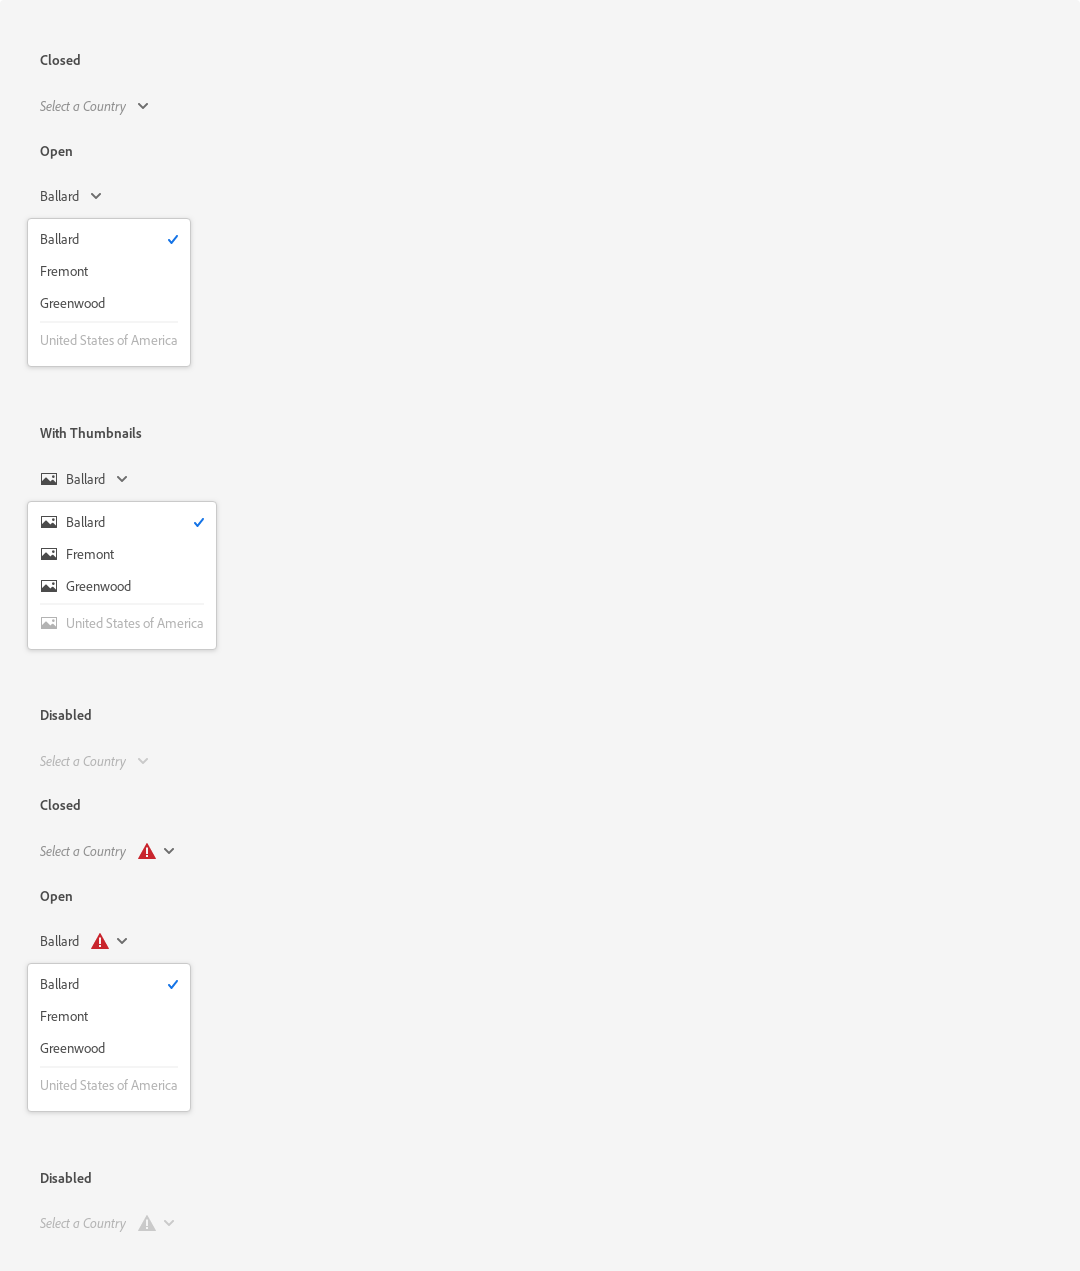 Closed
Select a Country
Open
Ballard
Ballard
Fremont
Greenwood
United States of America
With Thumbnails
Ballard
Ballard
Fremont
Greenwood
United States of America
Disabled
Select a Country
Closed
Select a Country
Open
Ballard
Ballard
Fremont
Greenwood
United States of America
Disabled
Select a Country